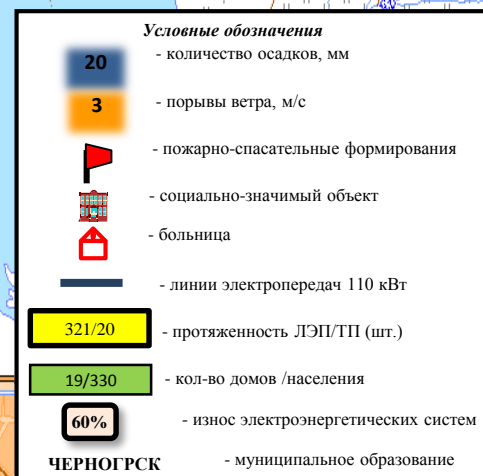 Условные обозначения
20 - количество осадков, мм
3 - порывы ветра, м/с
- пожарно-спасательные формирования
- социально-значимый объект
- больница
- линии электропередач 110 кВт
321/20 - протяженность ЛЭП/ТП (шт.)
19/330 - кол-во домов /населения
60% - износ электроэнергетических систем
ЧЕРНОГРСК - муниципальное образование